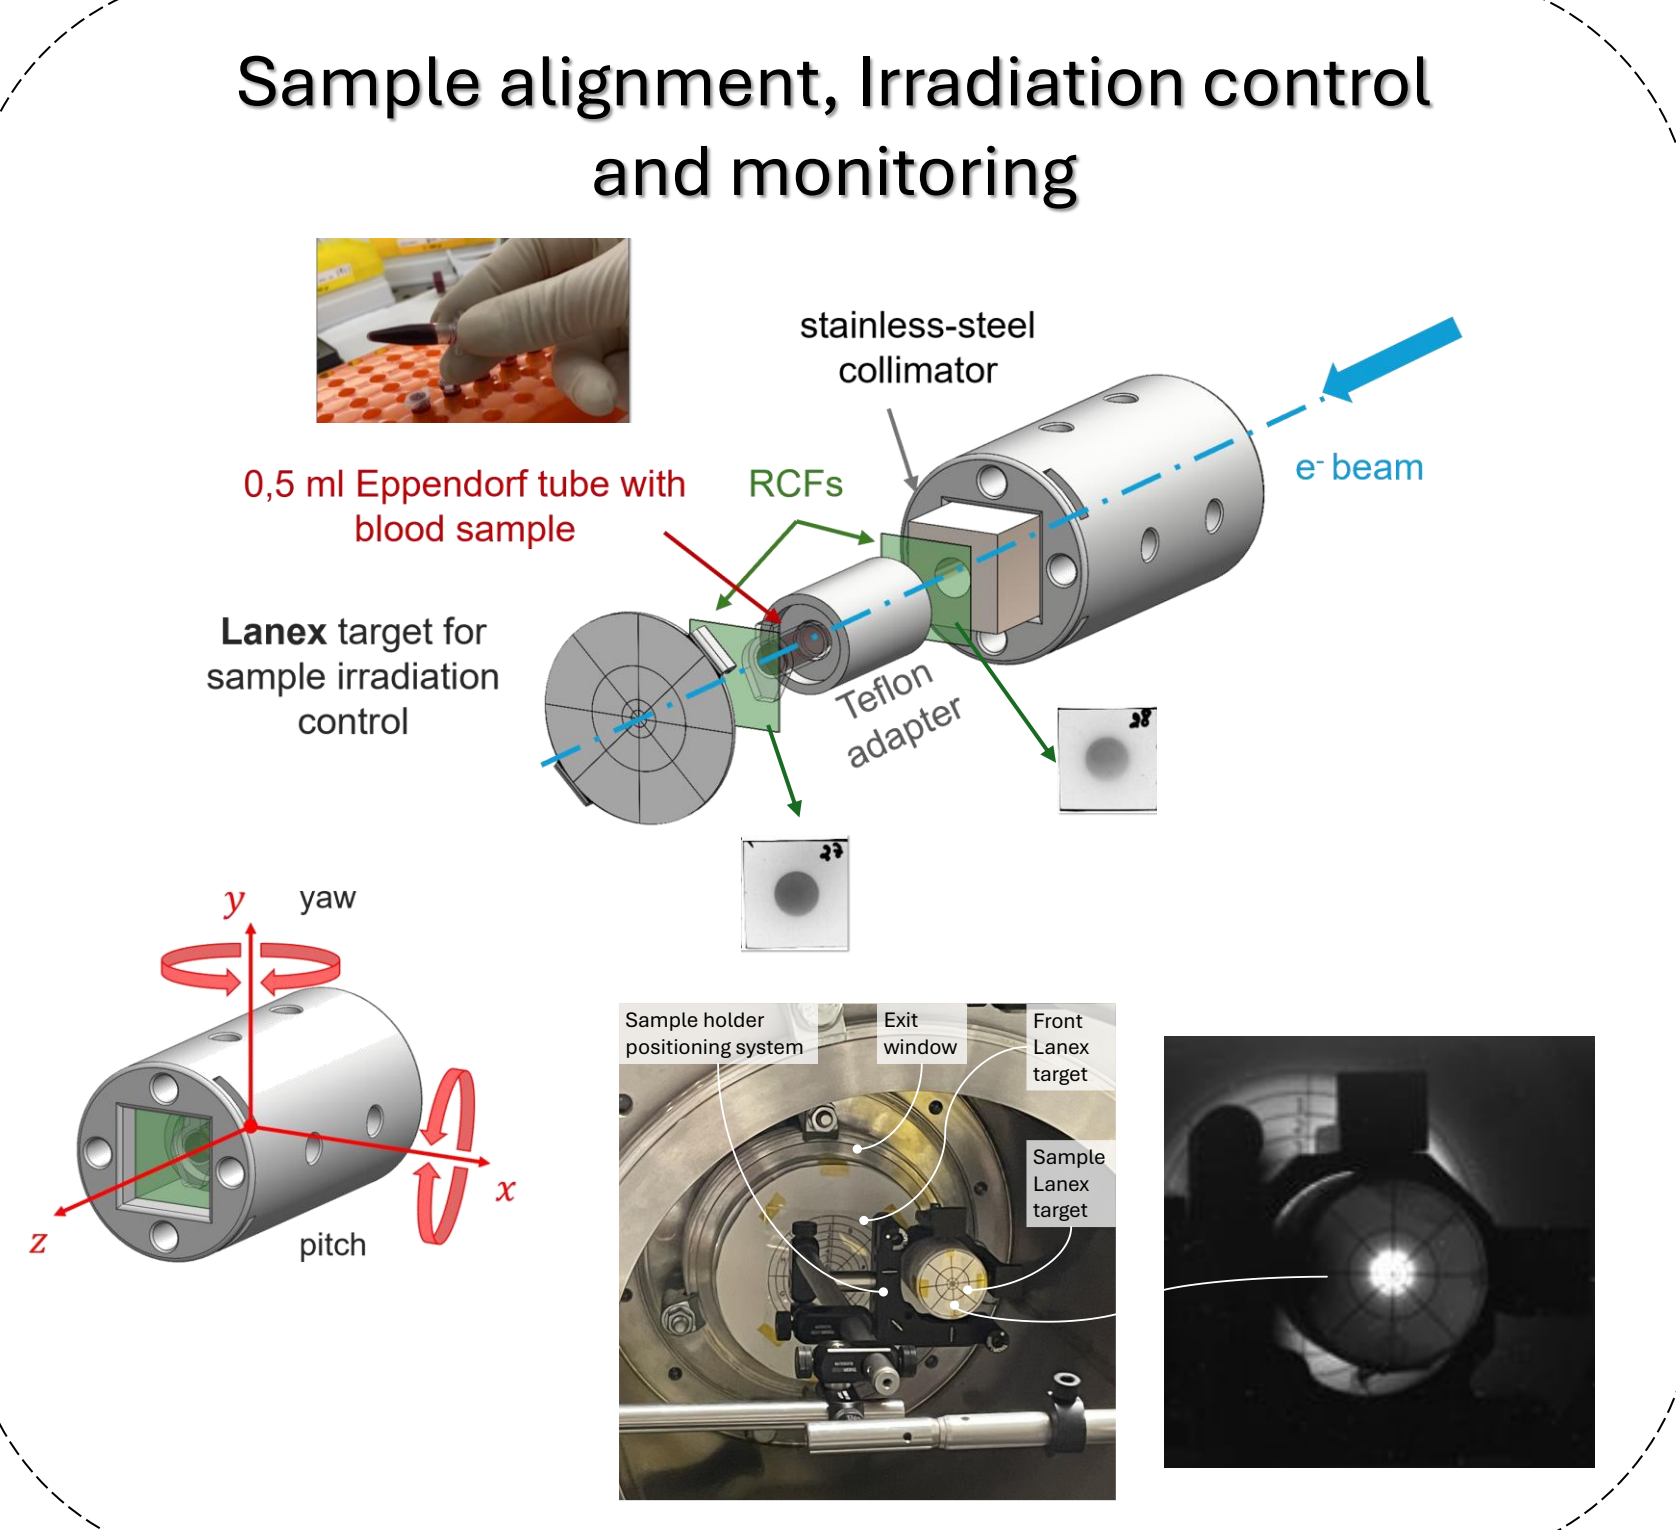 Sample alignment, Irradiation control
and monitoring
stainless-steel
collimator
e- beam
0,5 ml Eppendorf tube with
blood sample
RCFs
Lanex target for
sample irradiation
control
Teflon
adapter
28
27
y
yaw
x
z
pitch
Sample holder
positioning system
Exit
window
Front
Lanex
target
Sample
Lanex
target